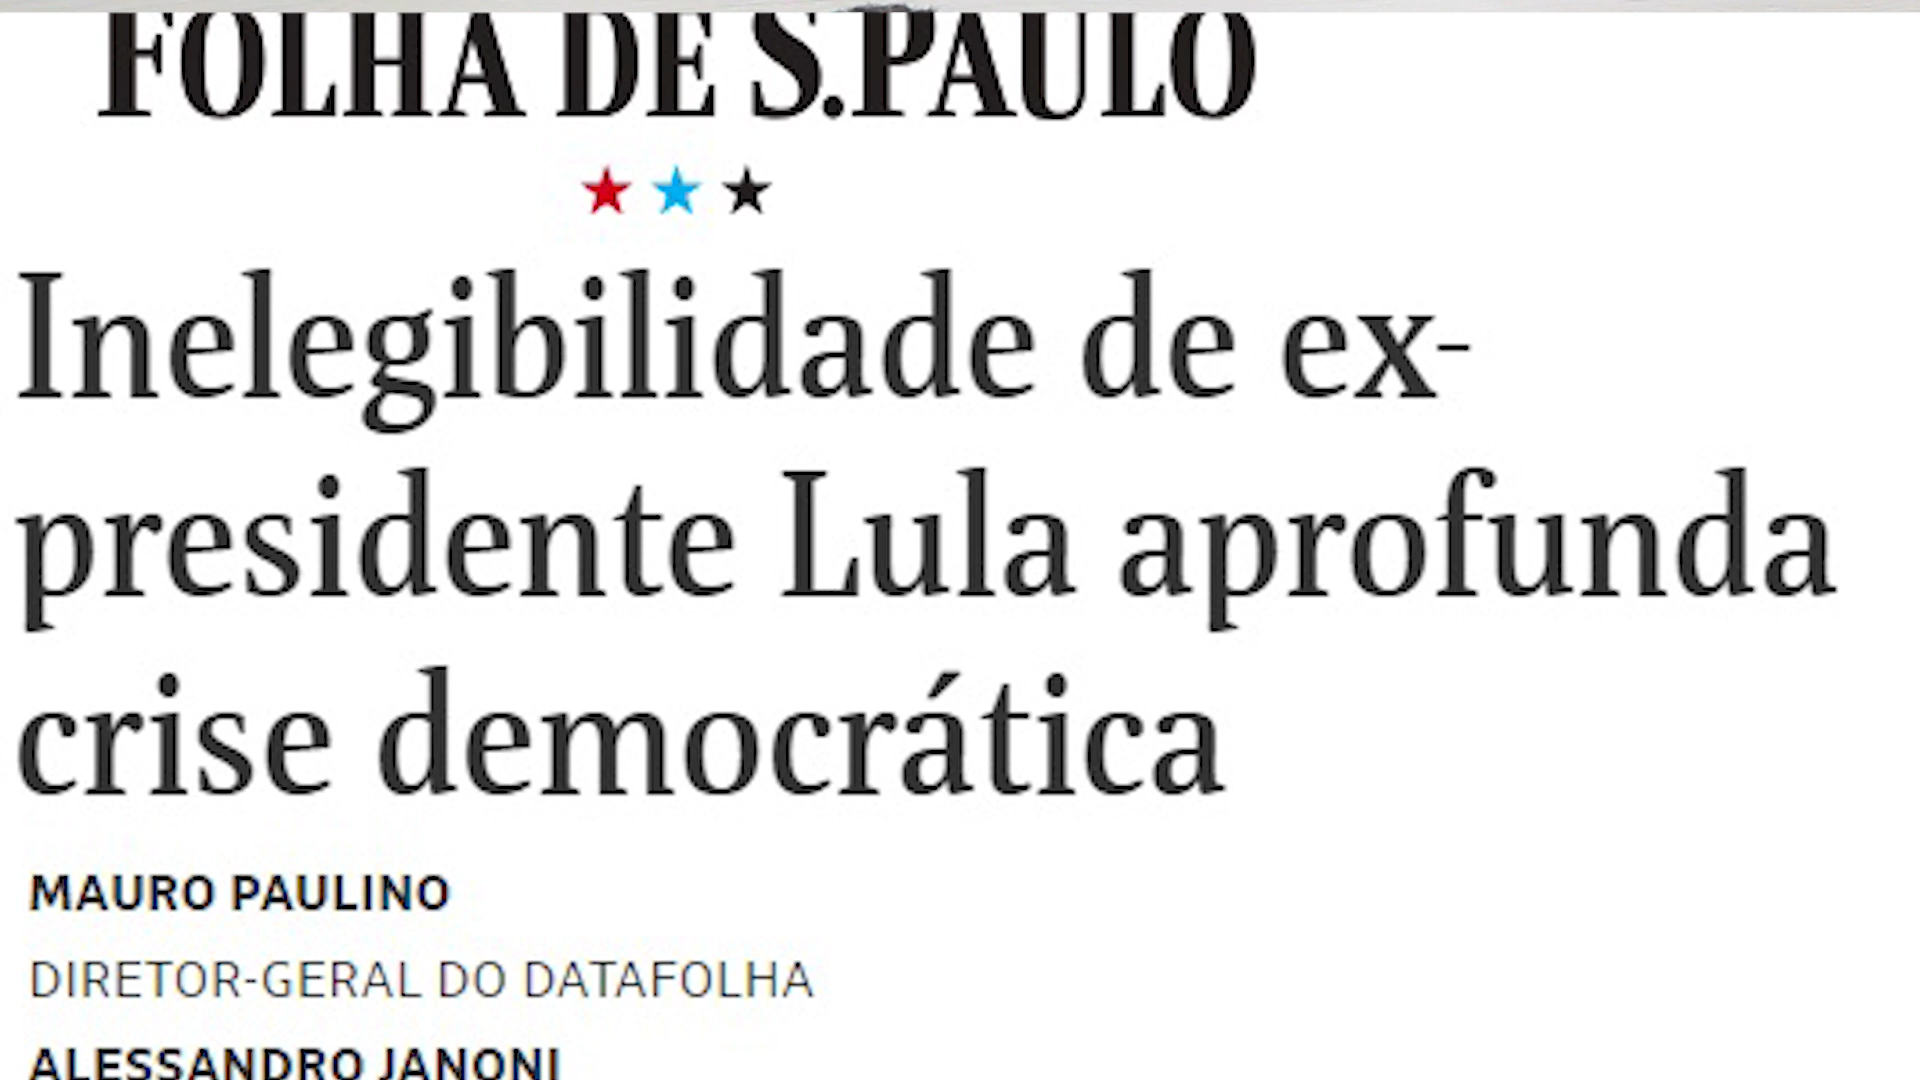 FOLHA DE S.PAULO
Inelegibilidade de ex-
presidente Lula aprofunda
crise democrática
MAURO PAULINO
DIRETOR-GERAL DO DATAFOLHA
ALESSANDRO JANONI